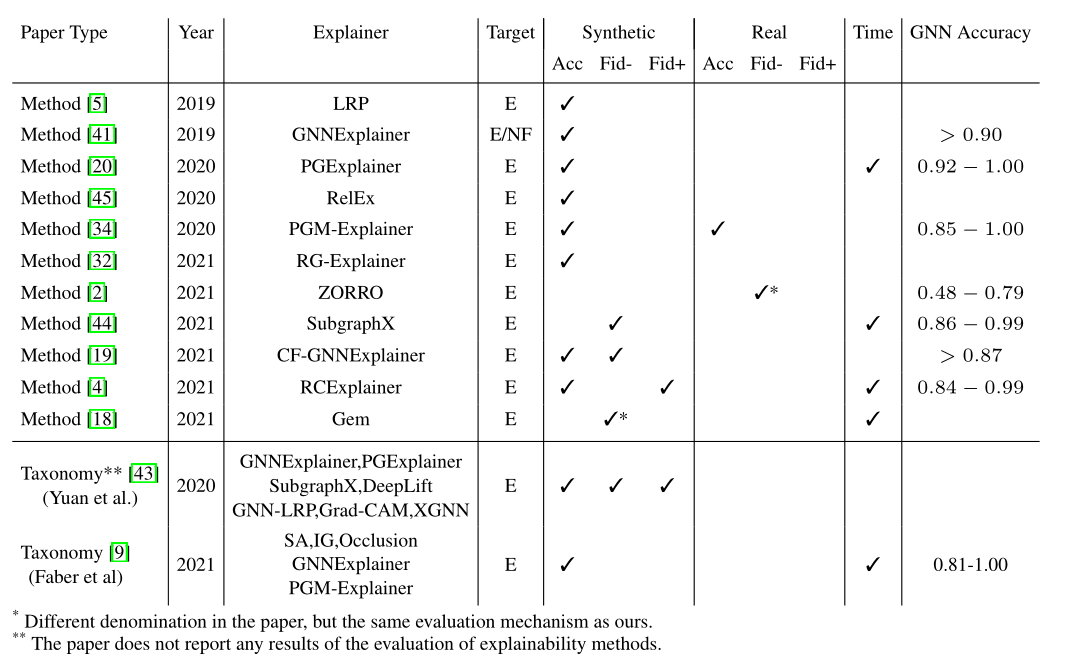 Paper Type Year Explainer Target Synthetic Real Time GNN Accuracy
Acc Fid- Fid+ Acc Fid- Fid+
Method [5] 2019 LRP E ✓
Method [41] 2019 GNNExplainer E/NF ✓ > 0.90
Method [20] 2020 PGExplainer E ✓ ✓ 0.92 − 1.00
Method [45] 2020 RelEx E ✓
Method [34] 2020 PGM-Explainer E ✓ ✓ 0.85 − 1.00
Method [32] 2021 RG-Explainer E ✓
Method [2] 2021 ZORRO E ✓* 0.48 − 0.79
Method [44] 2021 SubgraphX E ✓ ✓ 0.86 − 0.99
Method [19] 2021 CF-GNNExplainer E ✓ ✓ > 0.87
Method [4] 2021 RCExplainer E ✓ ✓ ✓ 0.84 − 0.99
Method [18] 2021 Gem E ✓* ✓
Taxonomy** [43]
(Yuan et al.)
2020
GNNExplainer,PGExplainer
SubgraphX,DeepLift
GNN-LRP,Grad-CAM,XGNN
E ✓ ✓ ✓
Taxonomy [9]
(Faber et al)
2021
SA,IG,Occlusion
GNNExplainer
PGM-Explainer
E ✓ ✓ 0.81-1.00
* Different denomination in the paper, but the same evaluation mechanism as ours.
** The paper does not report any results of the evaluation of explainability methods.